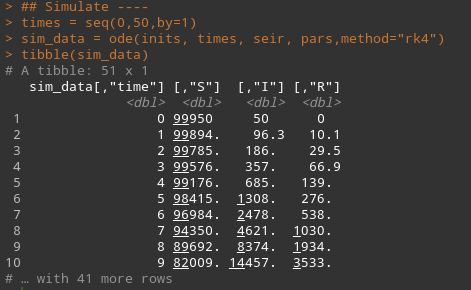 > ## Simulate ----
> times = seq(0,50,by=1)
> sim_data = ode(inits, times, seir, pars,method="rk4")
> tibble(sim_data)
# A tibble: 51 x 1
   sim_data[,"time"] [,"S"]  [,"I"] [,"R"]
               <dbl>  <dbl>   <dbl>  <dbl>
 1                 0 99950     50      0
 2                 1 99894.    96.3   10.1
 3                 2 99785.   186.    29.5
 4                 3 99576.   357.    66.9
 5                 4 99176.   685.   139.
 6                 5 98415.  1308.   276.
 7                 6 96984.  2478.   538.
 8                 7 94350.  4621.  1030.
 9                 8 89692.  8374.  1934.
10                 9 82009. 14457.  3533.
# … with 41 more rows